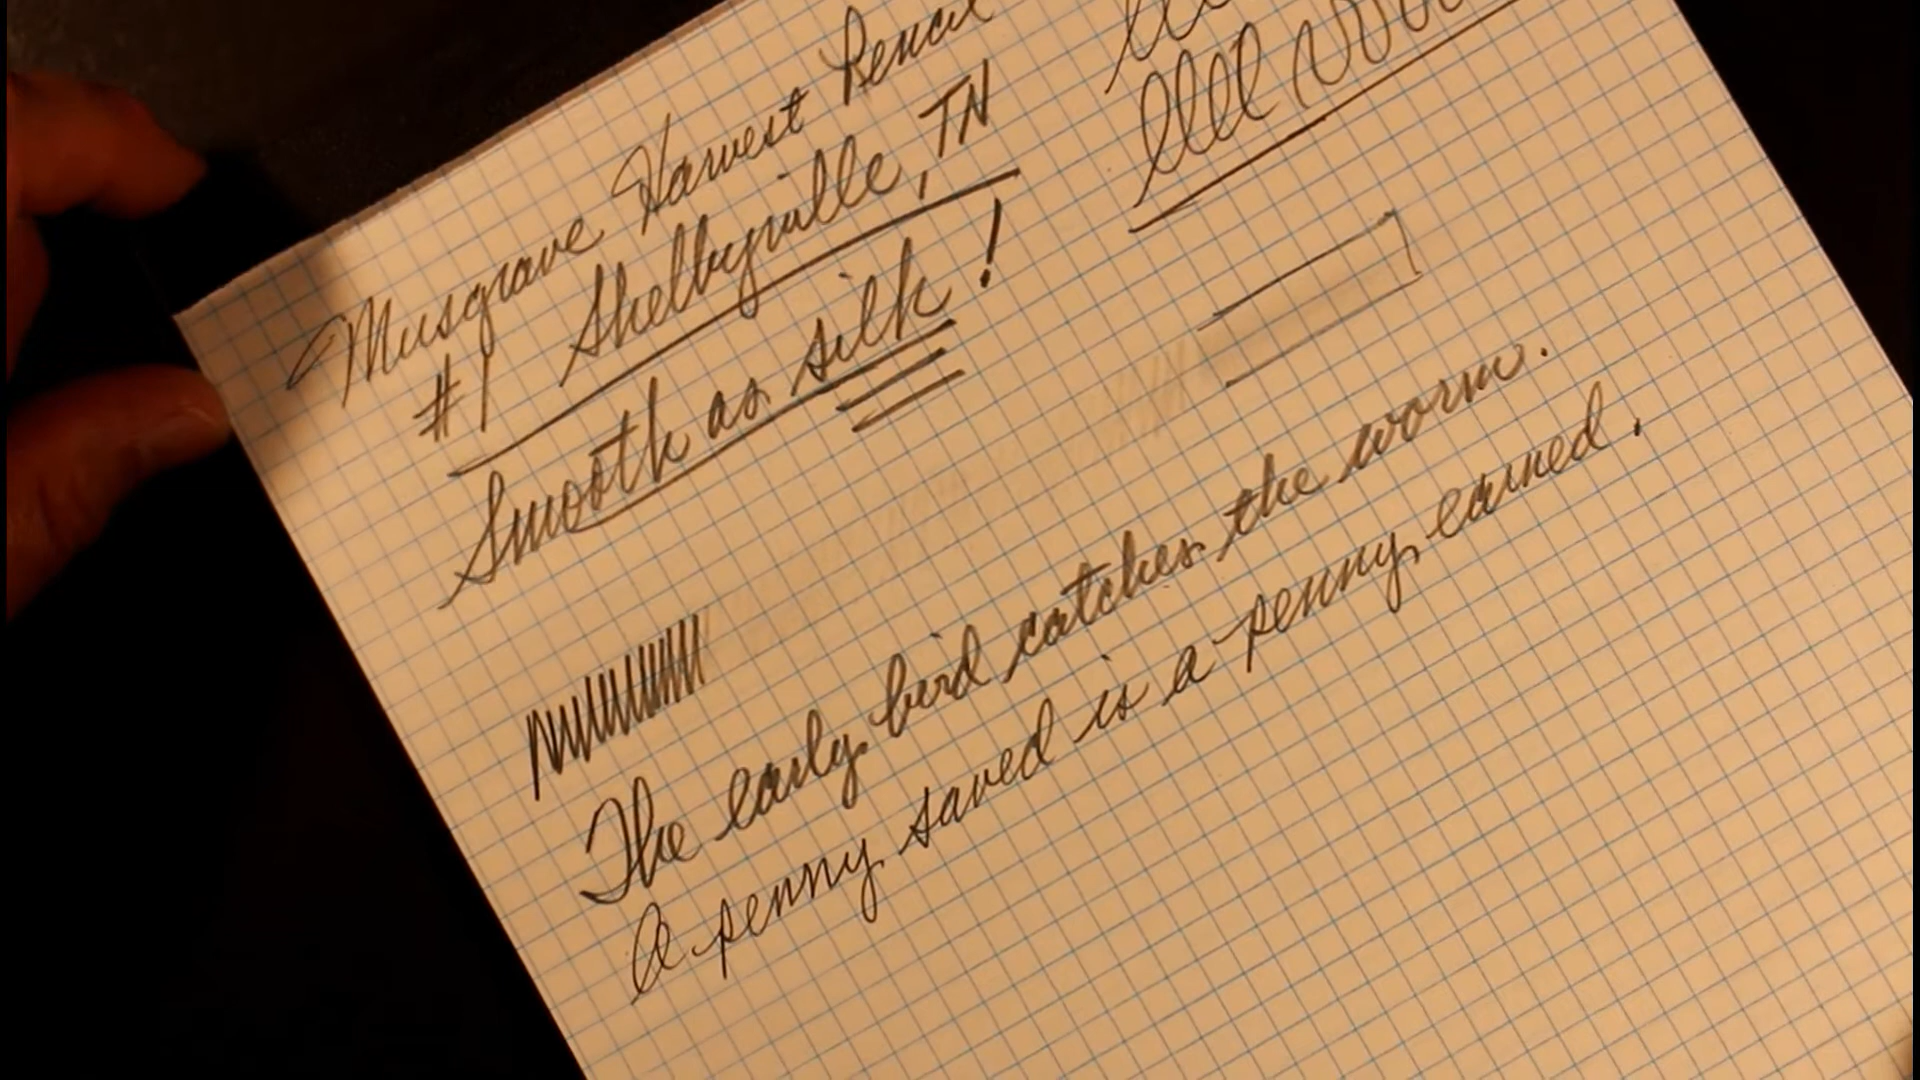 Musgrave Harvest Pencil
#1 Shelbyville, TN
Smooth as silk!
The early bird catches the worm.
A penny saved is a penny earned.